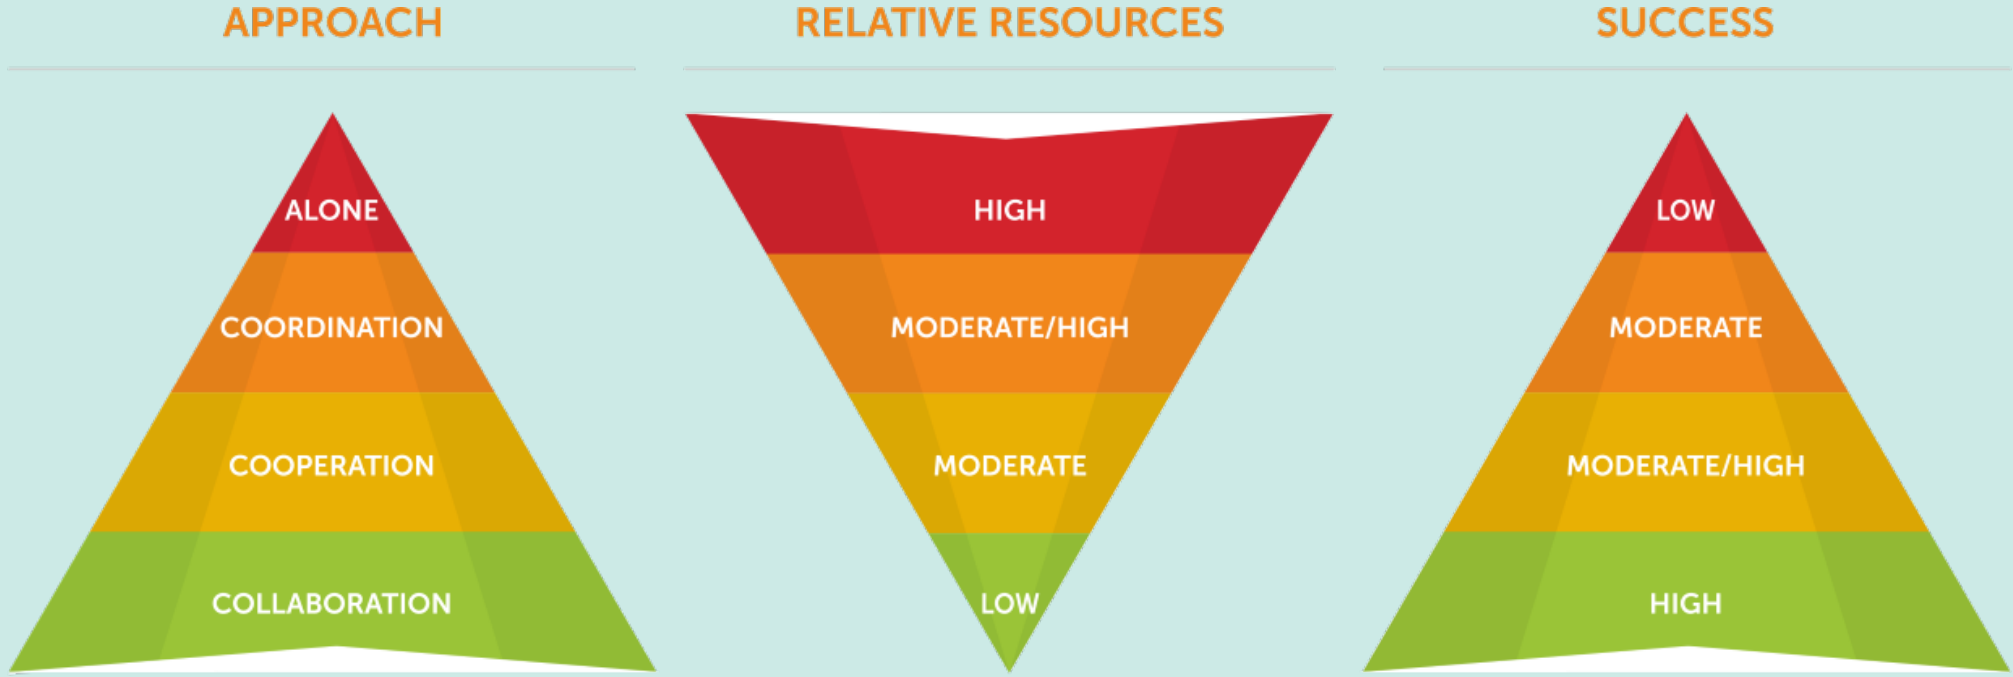 APPROACH
RELATIVE RESOURCES
SUCCESS
ALONE
HIGH
LOW
COORDINATION
MODERATE/HIGH
MODERATE
COOPERATION
MODERATE
MODERATE/HIGH
COLLABORATION
LOW
HIGH